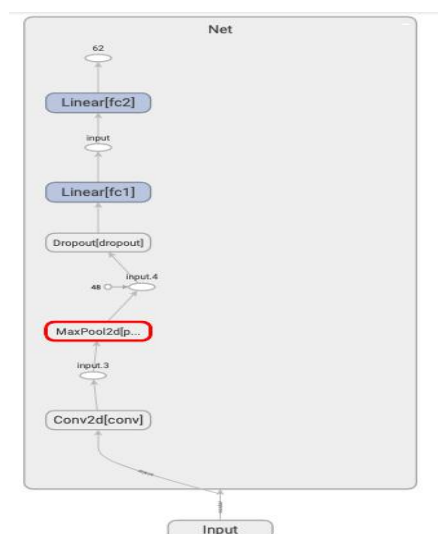 Net
62
Linear[fc2]
input
Linear[fc1]
Dropout[dropout]
input.4
48
MaxPool2d[p...
input.3
Conv2d[conv]
Input